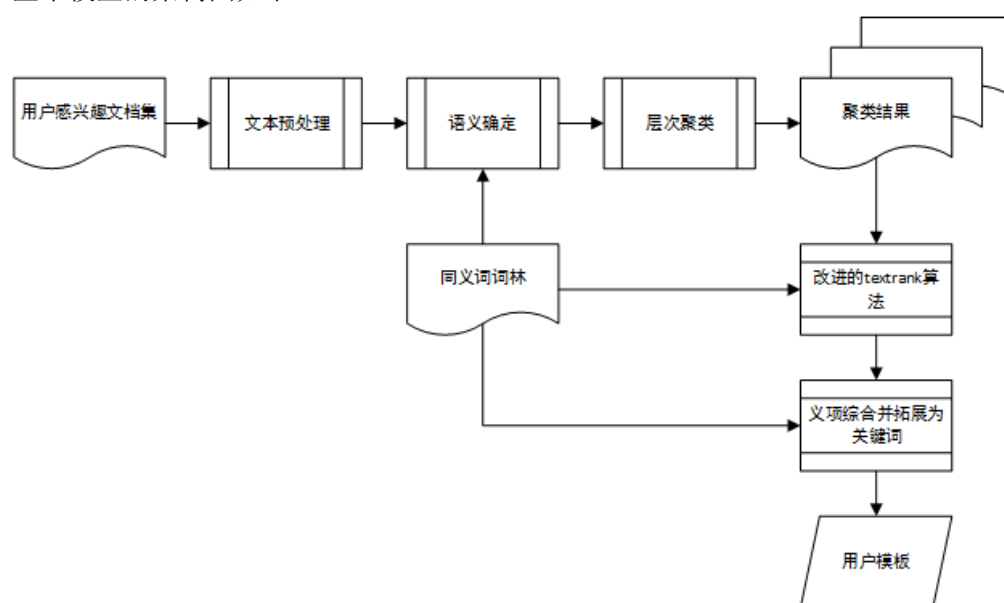 用户感兴趣文档集
文本预处理
语义确定
层次聚类
聚类结果
同义词词林
改进的textrank算
法
义项综合并拓展为
关键词
用户模板